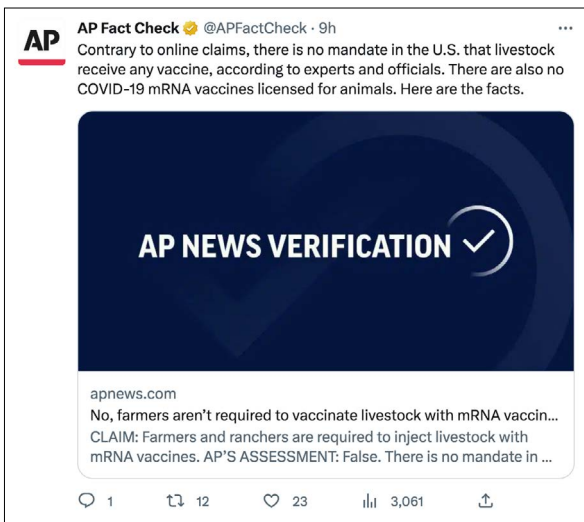 AP
AP Fact Check @APFactCheck · 9h
Contrary to online claims, there is no mandate in the U.S. that livestock
receive any vaccine, according to experts and officials. There are also no
COVID-19 mRNA vaccines licensed for animals. Here are the facts.
AP NEWS VERIFICATION
apnews.com
No, farmers aren't required to vaccinate livestock with mRNA vaccin...
CLAIM: Farmers and ranchers are required to inject livestock with
mRNA vaccines. AP'S ASSESSMENT: False. There is no mandate in ...
1 12 23 3,061